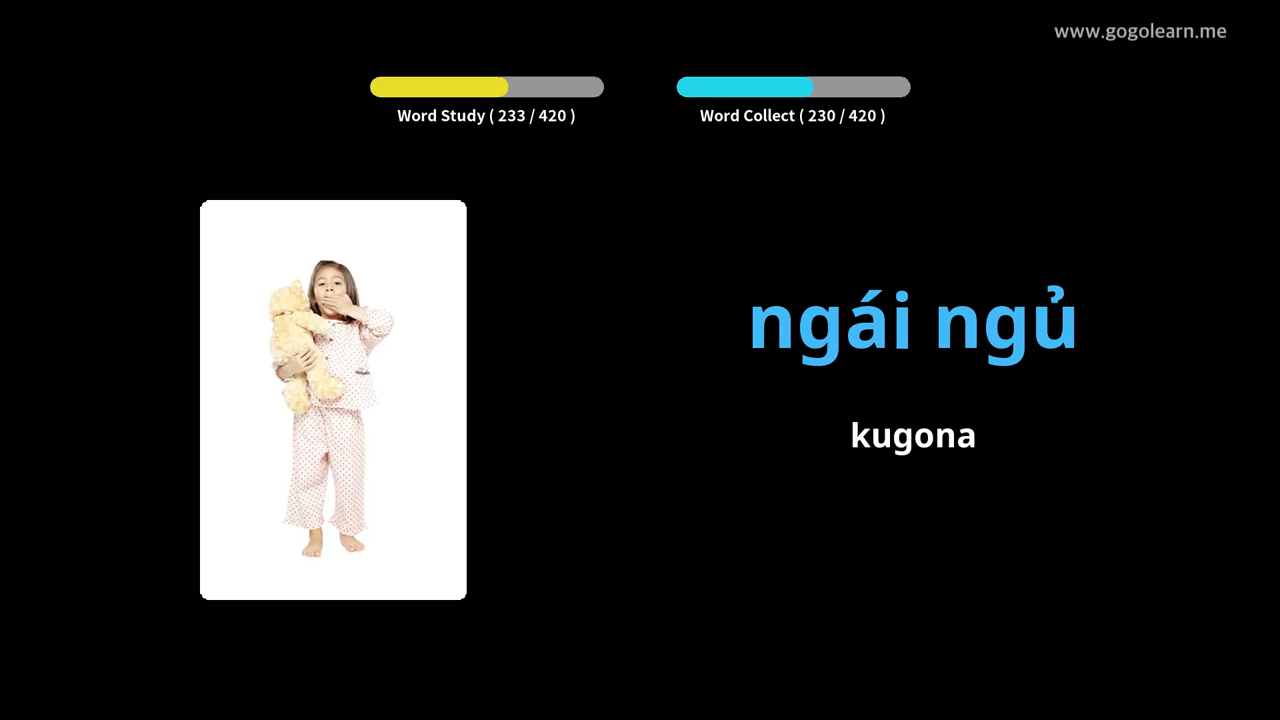 www.gogolearn.me
Word Study ( 233 / 420 )
Word Collect ( 230 / 420 )
ngái ngủ
kugona